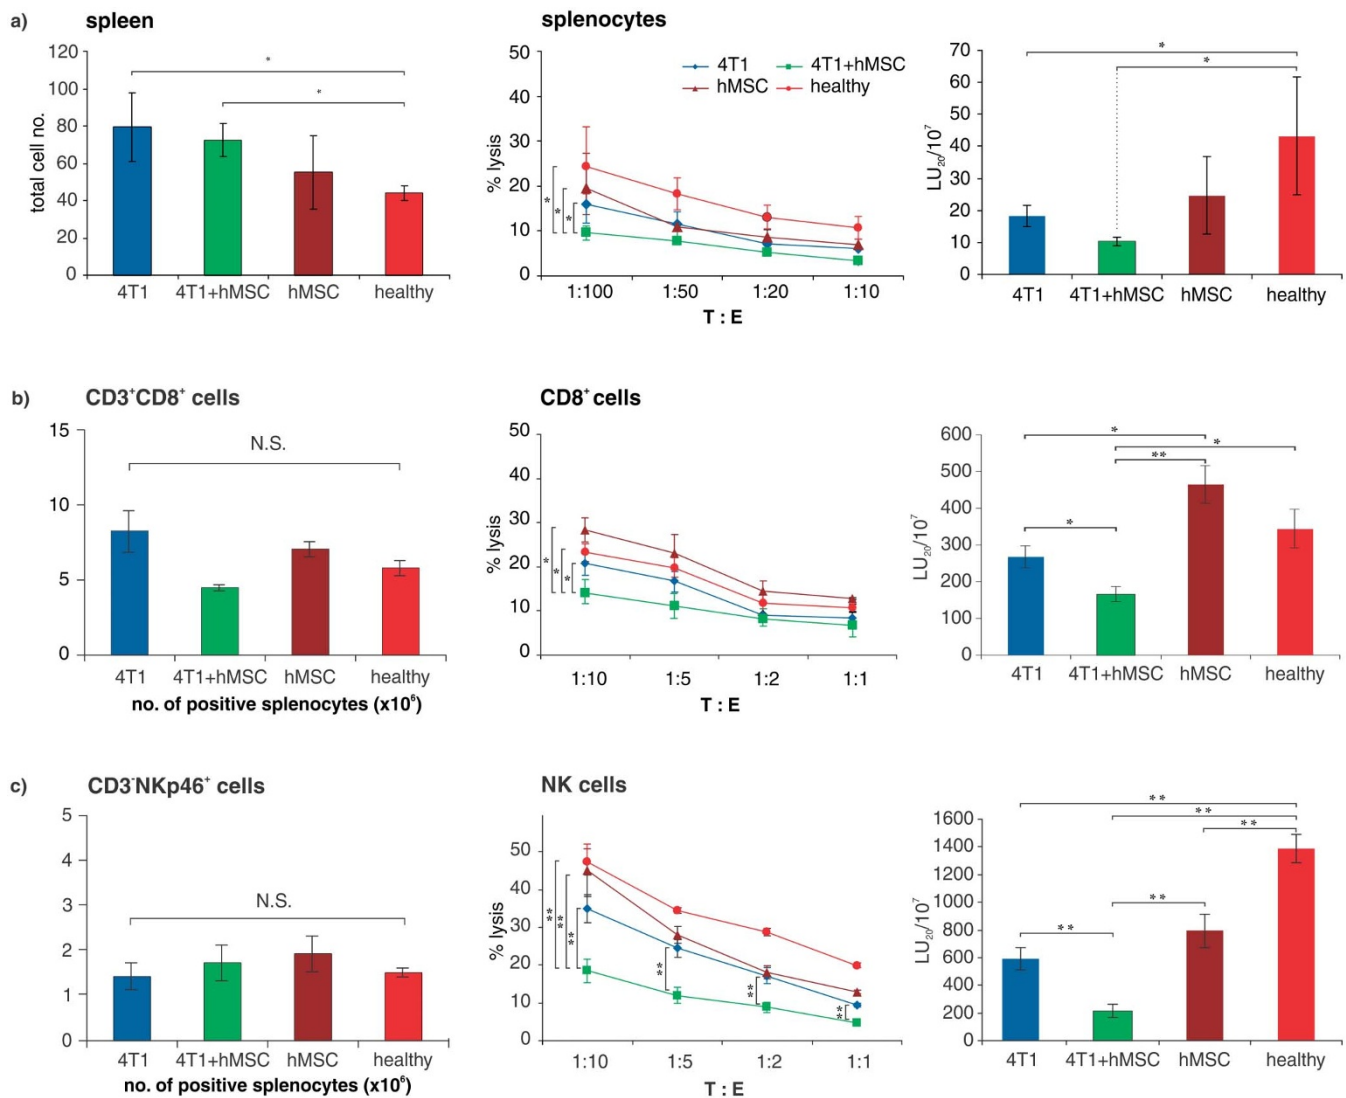 a)
spleen
total cell no.
120
100
80
60
40
20
0
*
*
4T1 4T1+hMSC hMSC healthy
splenocytes
% lysis
50
40
30
20
10
0
4T1 4T1+hMSC
hMSC healthy
* * *
1:100 1:50 1:20 1:10
T : E
LU20/10⁷
70
60
50
40
30
20
10
0
*
*
4T1 4T1+hMSC hMSC healthy
b)
CD3⁺CD8⁺ cells
15
10
5
0
N.S.
4T1 4T1+hMSC hMSC healthy
no. of positive splenocytes (x10⁶)
CD8⁺ cells
% lysis
50
40
30
20
10
0
* * *
1:10 1:5 1:2 1:1
T : E
LU20/10⁷
600
500
400
300
200
100
0
*
*
**
*
4T1 4T1+hMSC hMSC healthy
c)
CD3⁻NKp46⁺ cells
5
4
3
2
1
0
N.S.
4T1 4T1+hMSC hMSC healthy
no. of positive splenocytes (x10⁶)
NK cells
% lysis
50
40
30
20
10
0
** ** ** ** ** **
1:10 1:5 1:2 1:1
T : E
LU20/10⁷
1600
1400
1200
1000
800
600
400
200
0
**
**
**
**
**
4T1 4T1+hMSC hMSC healthy